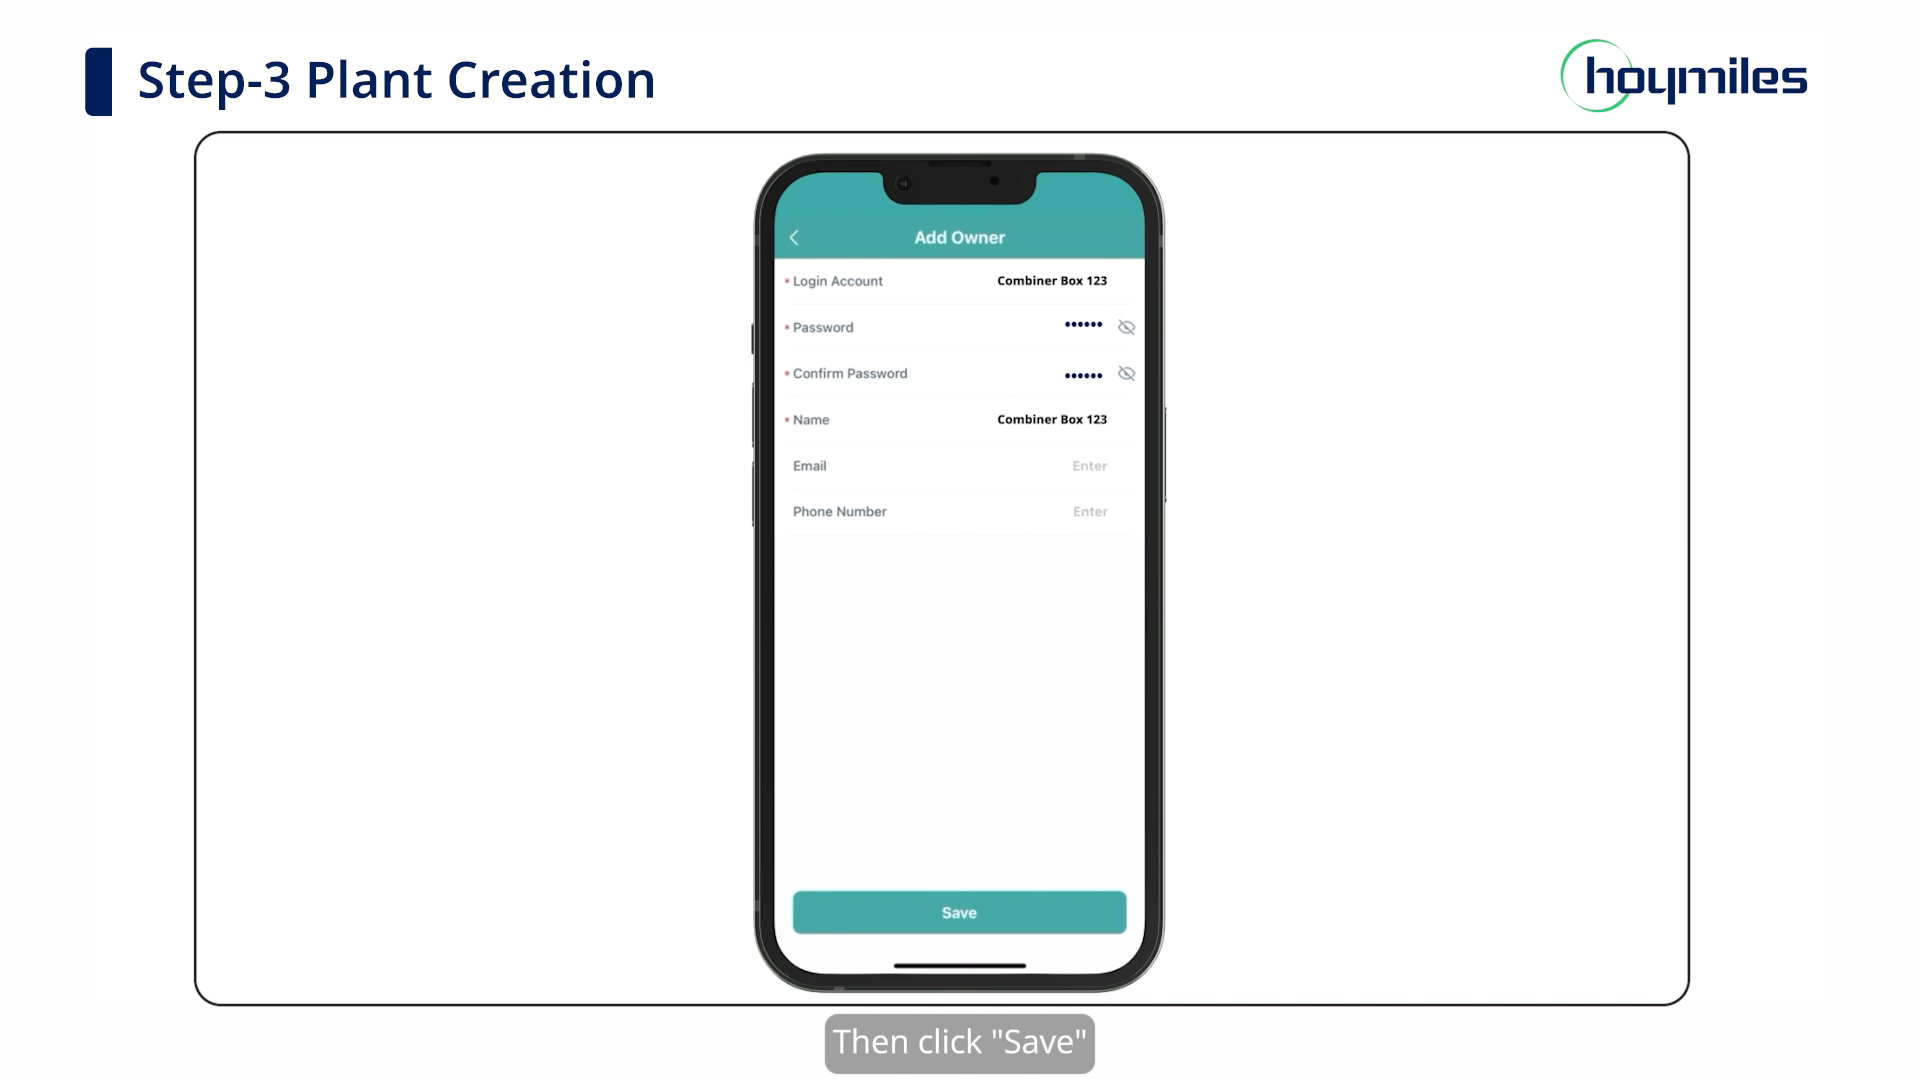 Step-3 Plant Creation
hoymiles
Add Owner
* Login Account Combiner Box 123
* Password ••••••
* Confirm Password ••••••
* Name Combiner Box 123
Email Enter
Phone Number Enter
Save
Then click "Save"